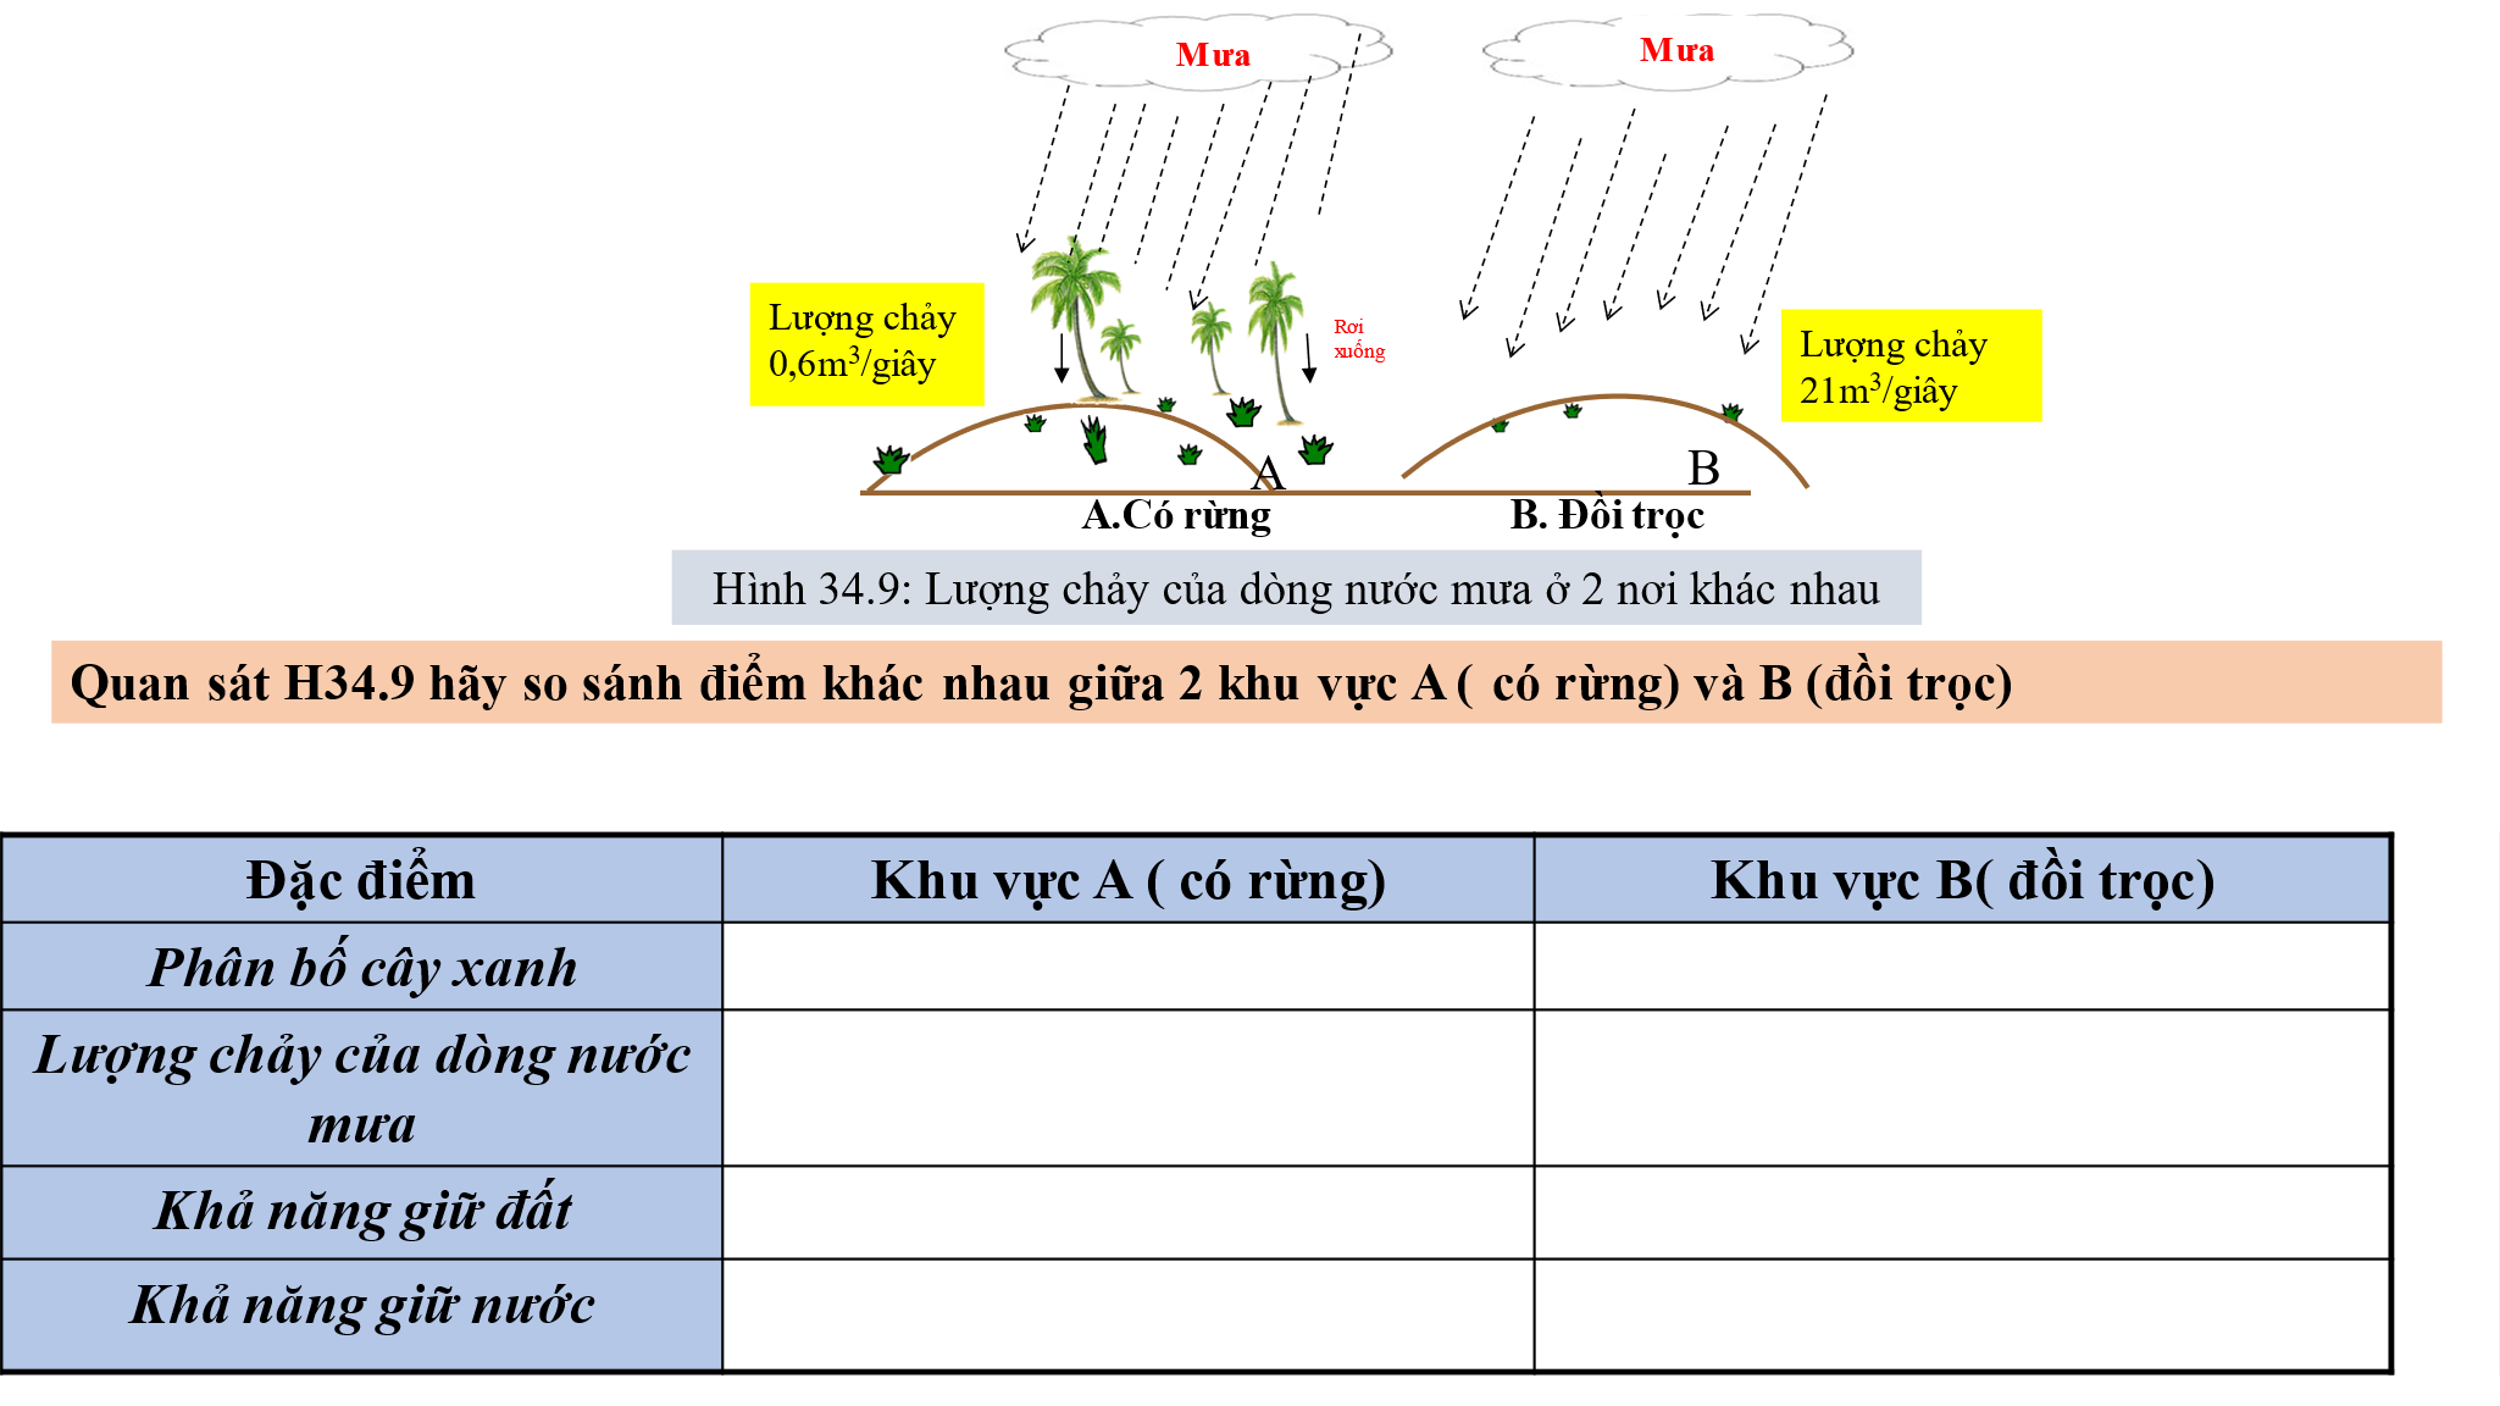 Mưa
Mưa
Lượng chảy
0,6m³/giây
Rơi
xuống
Lượng chảy
21m³/giây
A
B
A.Có rừng
B. Đồi trọc
Hình 34.9: Lượng chảy của dòng nước mưa ở 2 nơi khác nhau
Quan sát H34.9 hãy so sánh điểm khác nhau giữa 2 khu vực A ( có rừng) và B (đồi trọc)
Đặc điểm
Khu vực A ( có rừng)
Khu vực B( đồi trọc)
Phân bố cây xanh
Lượng chảy của dòng nước
mưa
Khả năng giữ đất
Khả năng giữ nước